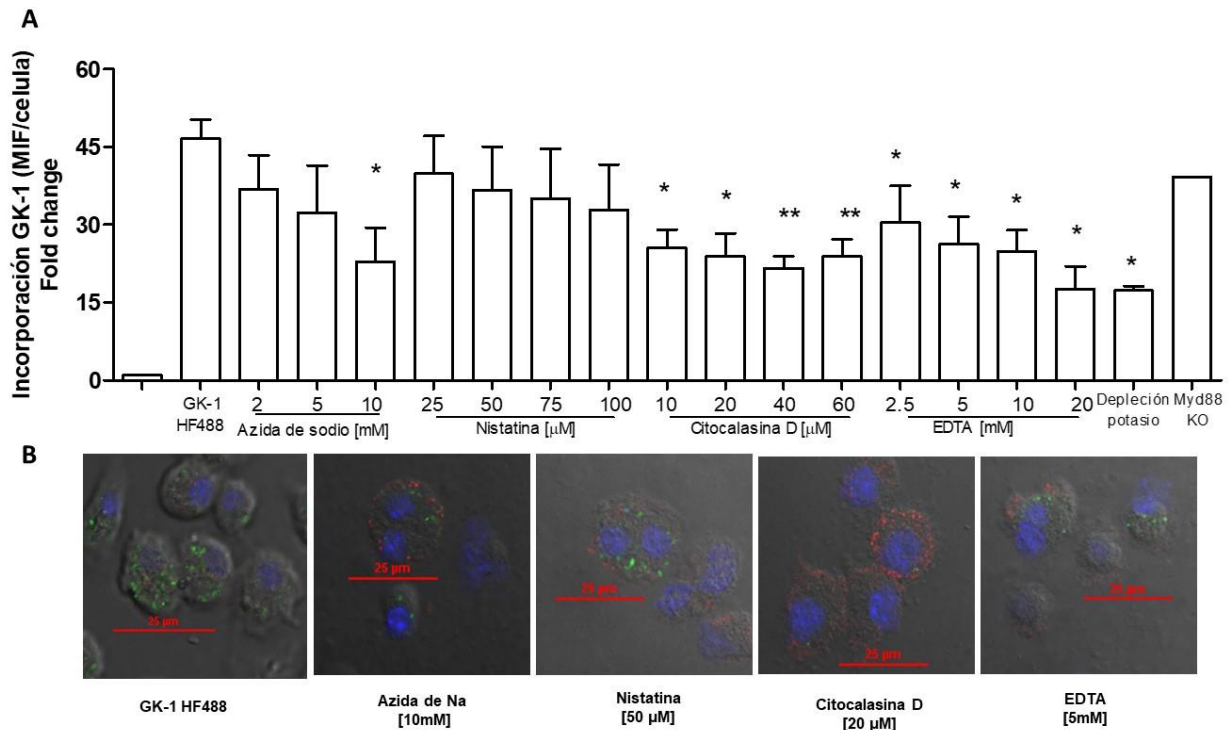 A
Incorporación GK-1 (MIF/celula)
Fold change
60
45
30
15
0
* * * ** ** * * * * *
GK-1
HF488
2 5 10 25 50 75 100 10 20 40 60 2.5 5 10 20
Azida de sodio [mM] Nistatina [µM] Citocalasina D [µM] EDTA [mM]
Depleción
potasio
Myd88
KO
B
25 µm 25 µm 25 µm 25 µm 25 µm
GK-1 HF488
Azida de Na
[10mM]
Nistatina
[50 µM]
Citocalasina D
[20 µM]
EDTA
[5mM]